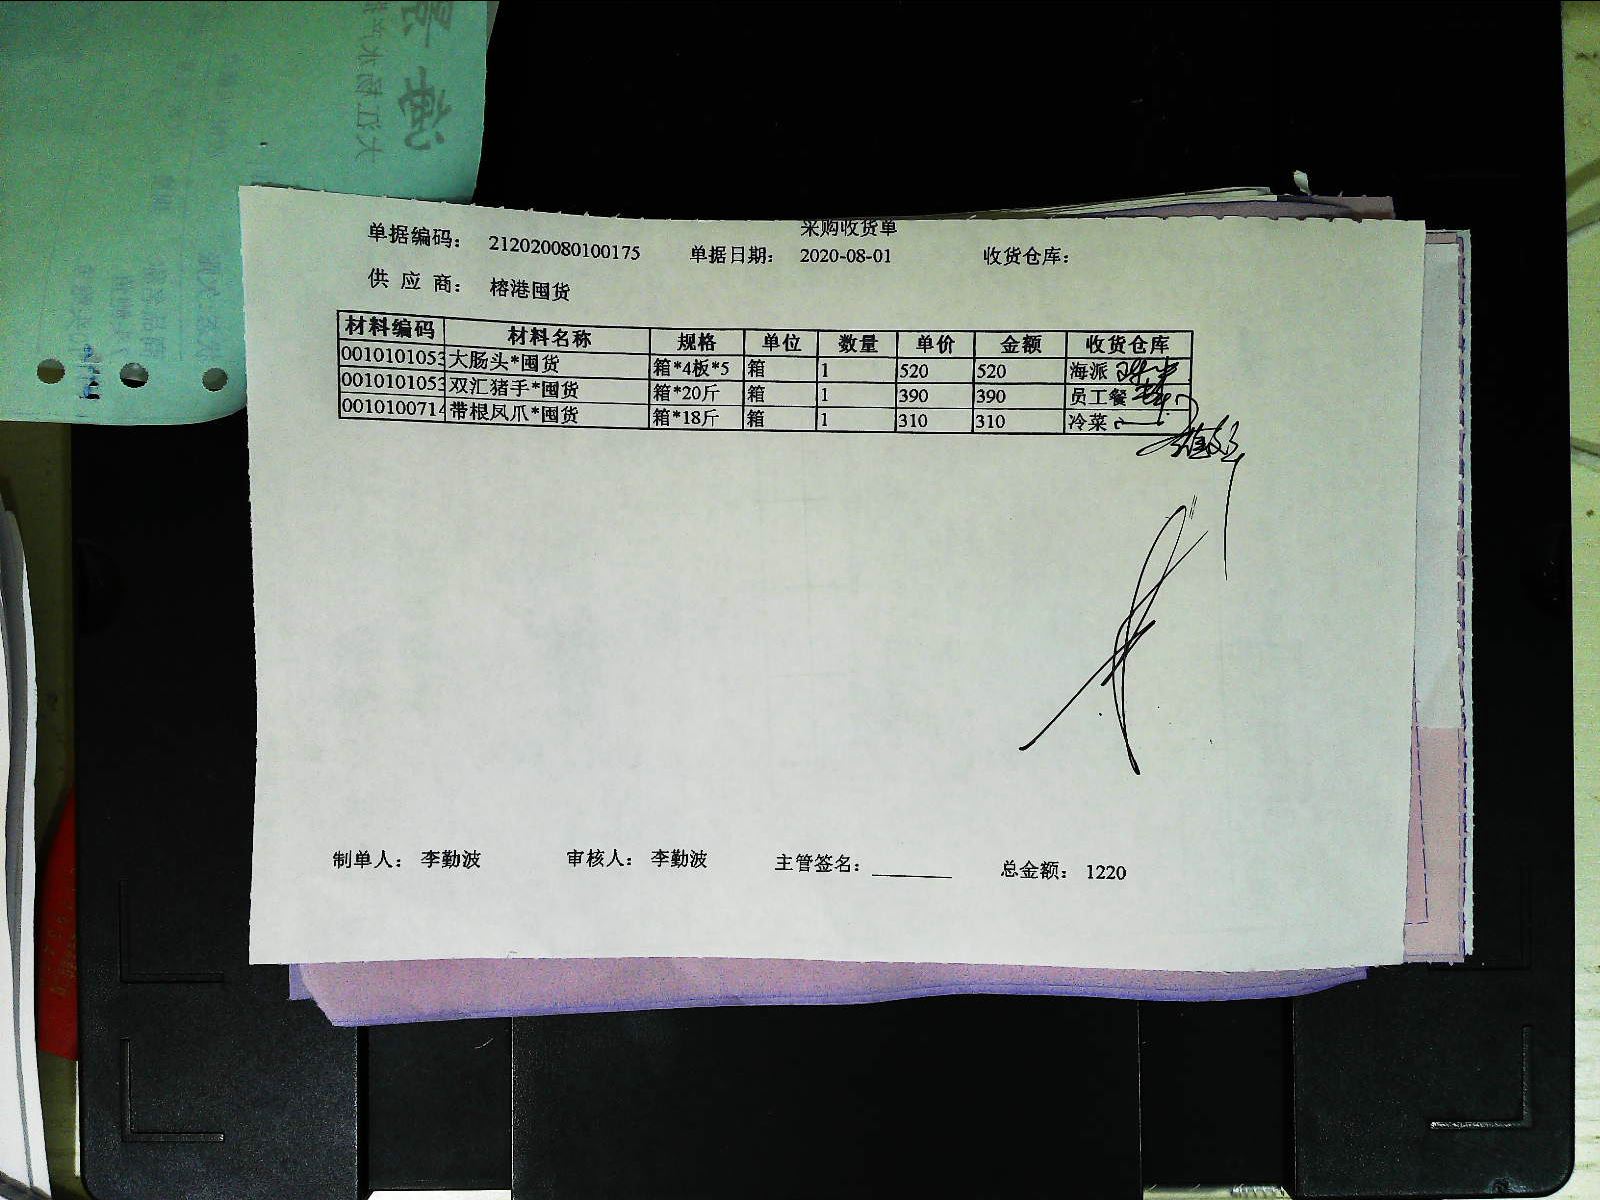 采购收货单
单据编码： 212020080100175 单据日期： 2020-08-01 收货仓库：
供 应 商： 榕港囤货
材料编码 材料名称 规格 单位 数量 单价 金额 收货仓库
0010101053 大肠头*囤货 箱*4板*5 箱 1 520 520 海派
0010101053 双汇猪手*囤货 箱*20斤 箱 1 390 390 员工餐
0010100714 带根凤爪*囤货 箱*18斤 箱 1 310 310 冷菜
制单人： 李勤波 审核人： 李勤波 主管签名： 总金额： 1220